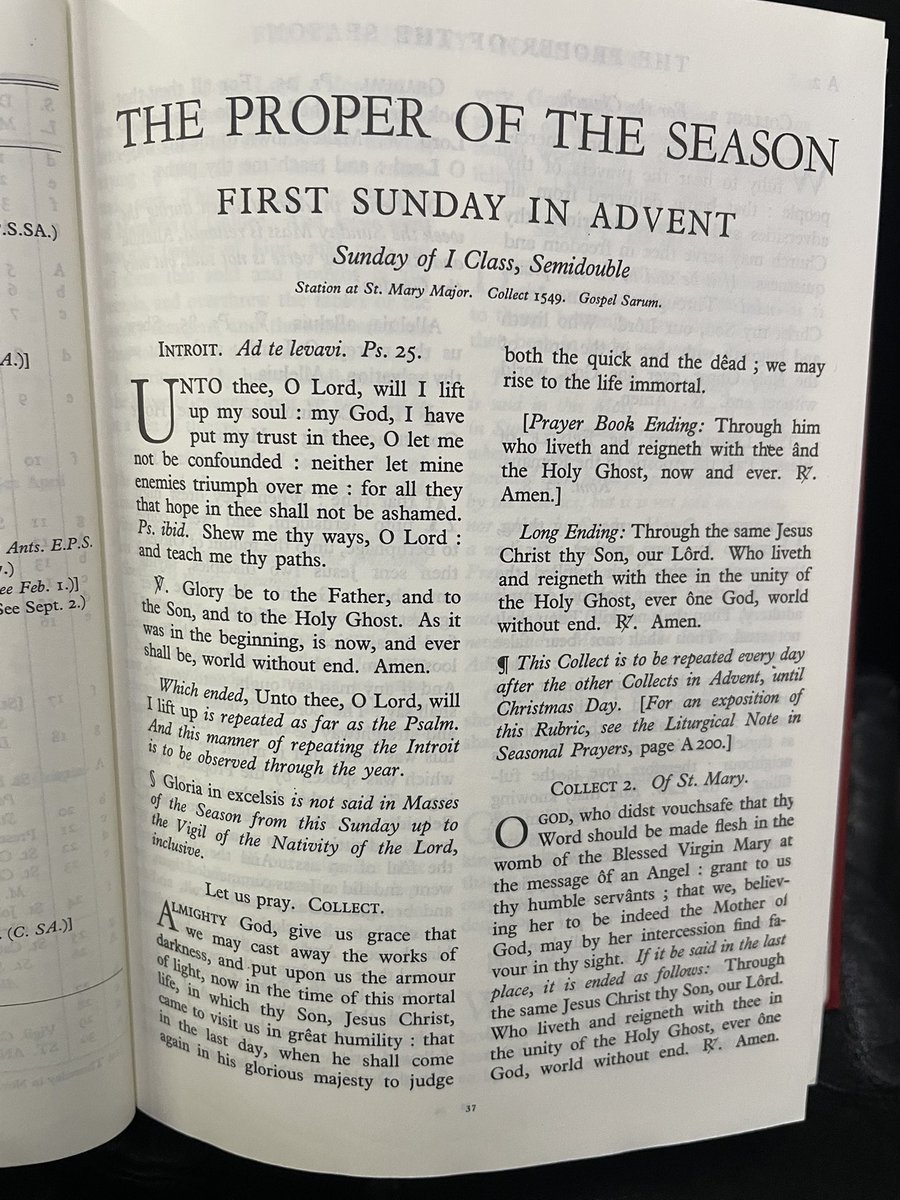 THE PROPER OF THE SEASON
FIRST SUNDAY IN ADVENT
Sunday of I Class, Semidouble
Station at St. Mary Major. Collect 1549. Gospel Sarum.
INTROIT. Ad te levavi. Ps. 25.
UNTO thee, O Lord, will I lift
up my soul : my God, I have
put my trust in thee, O let me
not be confounded : neither let mine
enemies triumph over me : for all they
that hope in thee shall not be ashamed.
Ps. ibid. Shew me thy ways, O Lord :
and teach me thy paths.
℣. Glory be to the Father, and to
the Son, and to the Holy Ghost. As it
was in the beginning, is now, and ever
shall be, world without end. Amen.
Which ended, Unto thee, O Lord, will
I lift up is repeated as far as the Psalm.
And this manner of repeating the Introit
is to be observed through the year.
§ Gloria in excelsis is not said in Masses
of the Season from this Sunday up to
the Vigil of the Nativity of the Lord,
inclusive.
Let us pray. COLLECT.
ALMIGHTY God, give us grace that
we may cast away the works of
darkness, and put upon us the armour
of light, now in the time of this mortal
life, in which thy Son, Jesus Christ,
came to visit us in grêat humility : that
in the last day, when he shall come
again in his glorious majesty to judge
both the quick and the dêad ; we may
rise to the life immortal.
[Prayer Book Ending: Through him
who liveth and reigneth with thee ând
the Holy Ghost, now and ever. ℟.
Amen.]
Long Ending: Through the same Jesus
Christ thy Son, our Lôrd. Who liveth
and reigneth with thee in the unity of
the Holy Ghost, ever ône God, world
without end. ℟. Amen.
¶ This Collect is to be repeated every day
after the other Collects in Advent, until
Christmas Day. [For an exposition of
this Rubric, see the Liturgical Note in
Seasonal Prayers, page A 200.]
COLLECT 2. Of St. Mary.
O GOD, who didst vouchsafe that thy
Word should be made flesh in the
womb of the Blessed Virgin Mary at
the message ôf an Angel : grant to us
thy humble servânts ; that we, believ-
ing her to be indeed the Mother of
God, may by her intercession find fa-
vour in thy sight. If it be said in the last
place, it is ended as follows: Through
the same Jesus Christ thy Son, our Lôrd.
Who liveth and reigneth with thee in
the unity of the Holy Ghost, ever ône
God, world without end. ℟. Amen.
37
.S.SA.)
A.)]
Ants. E.P.S.
ee Feb. 1.)]
See Sept. 2.)
(C. SA.)]